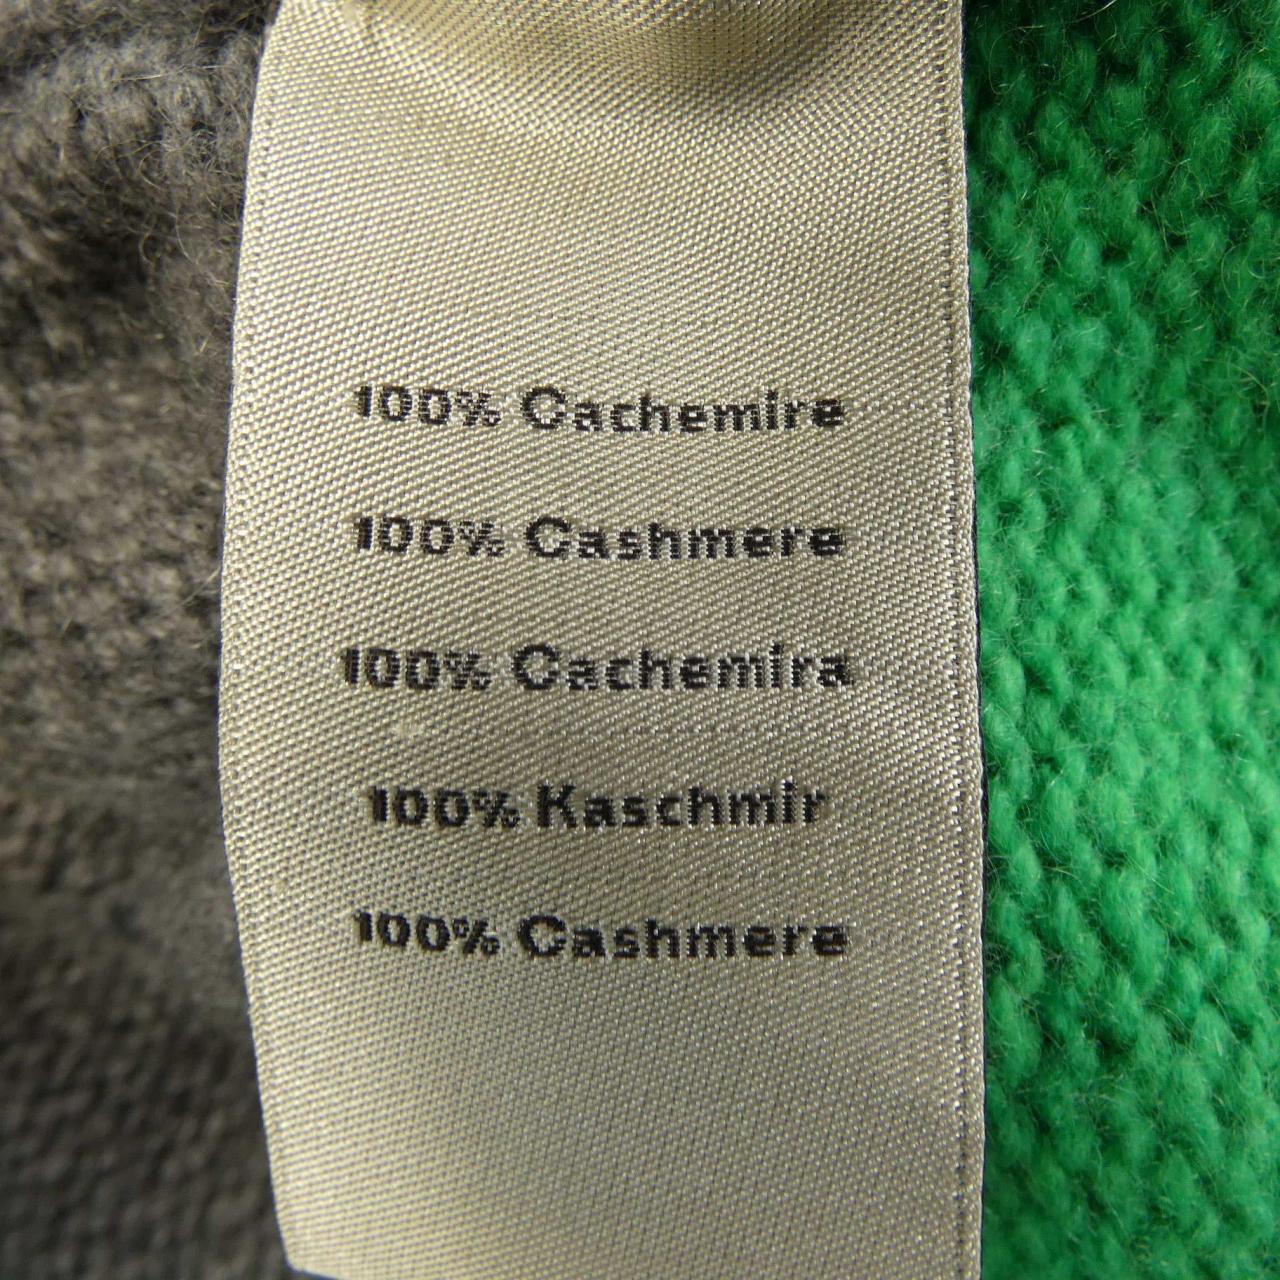 100% Cachemire
100% Cashmere
100% Cachemira
100% Kaschmir
100% Cashmere